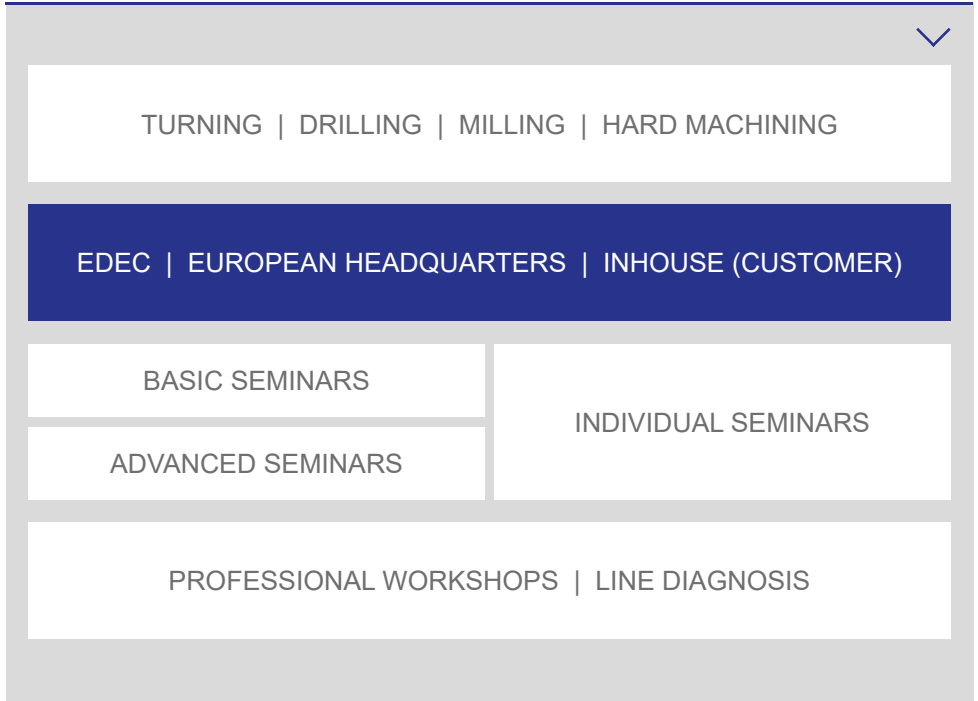 TURNING | DRILLING | MILLING | HARD MACHINING
EDEC | EUROPEAN HEADQUARTERS | INHOUSE (CUSTOMER)
BASIC SEMINARS
ADVANCED SEMINARS
INDIVIDUAL SEMINARS
PROFESSIONAL WORKSHOPS | LINE DIAGNOSIS